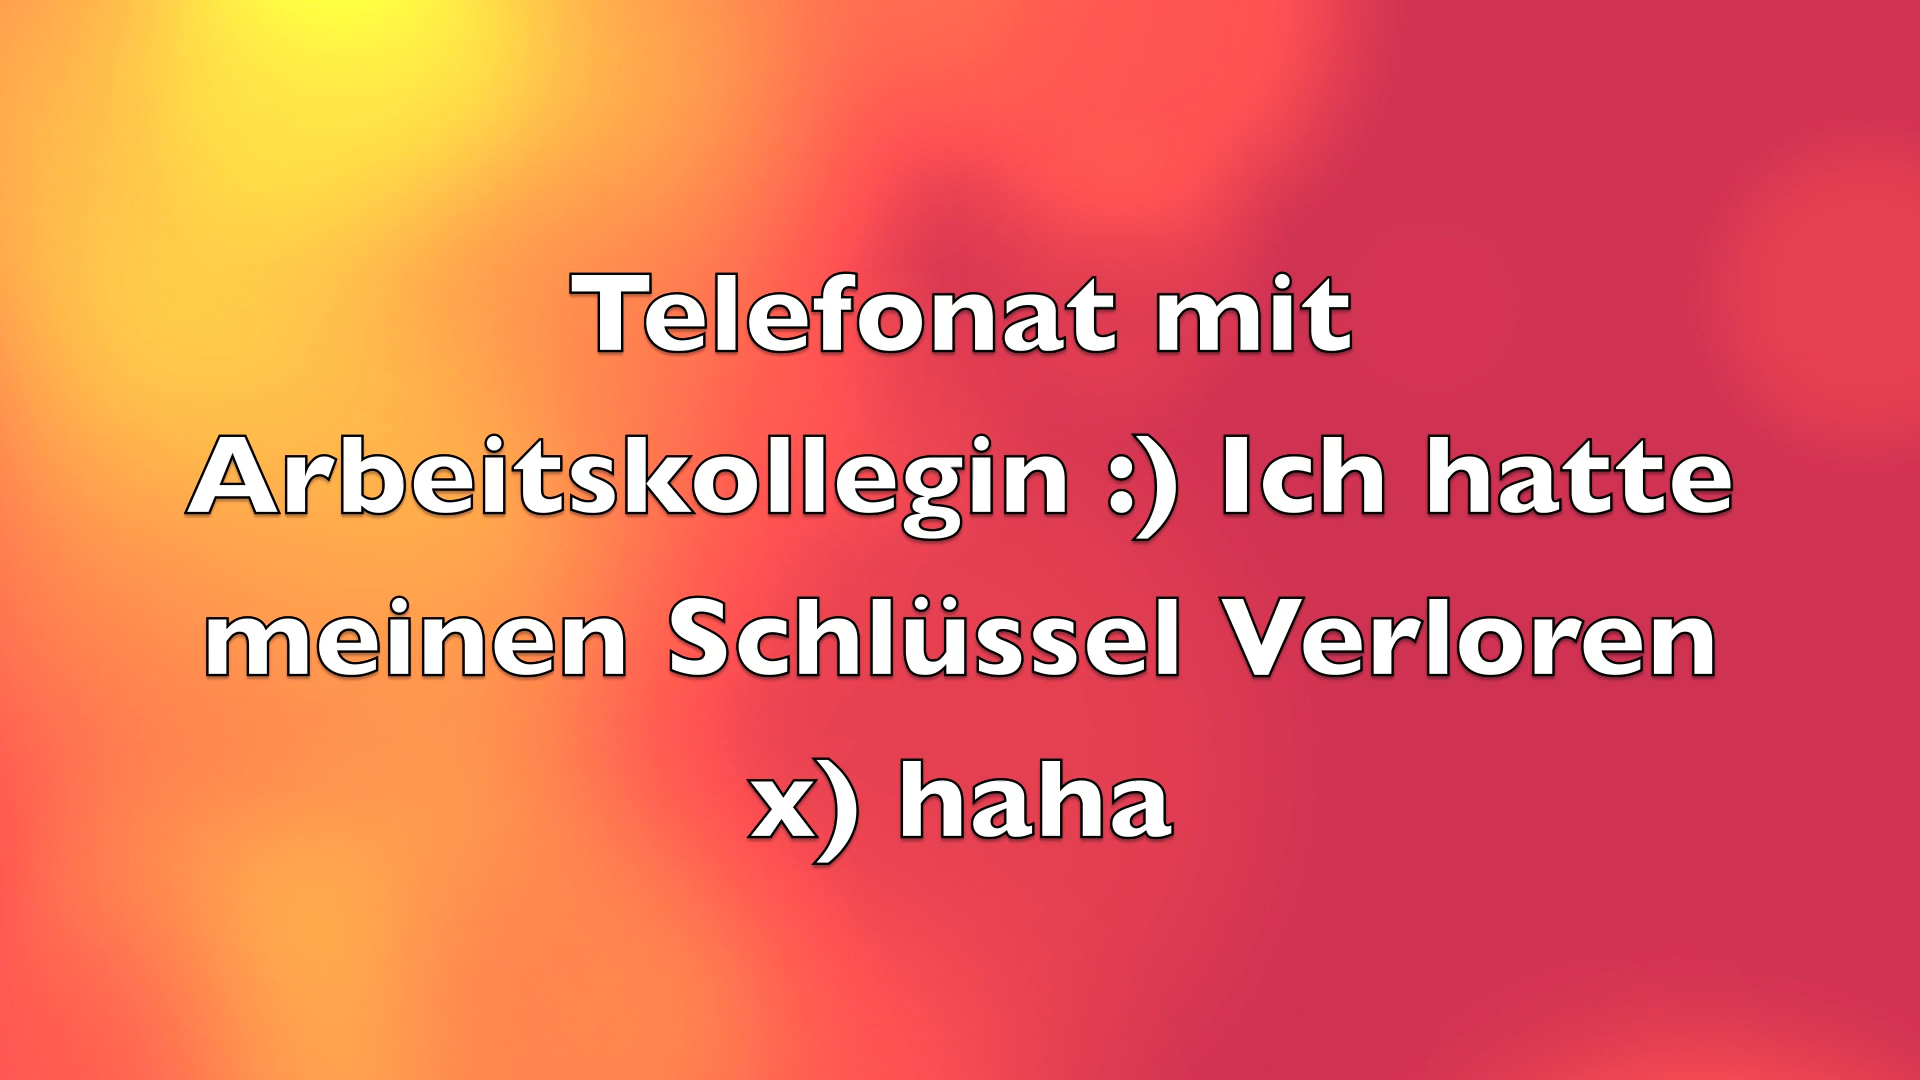 Telefonat mit
Arbeitskollegin :) Ich hatte
meinen Schlüssel Verloren
x) haha